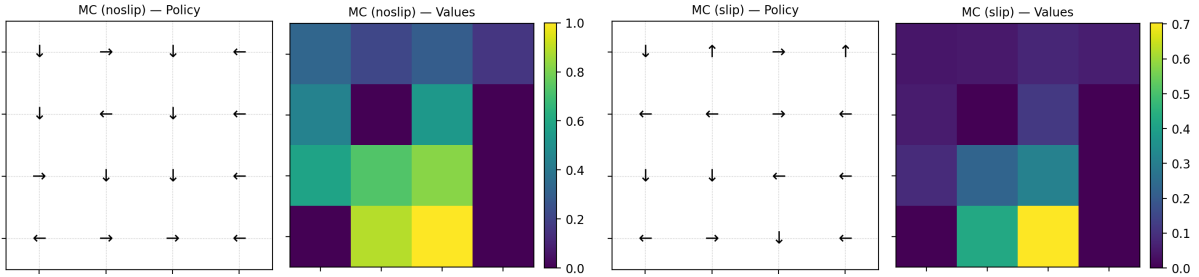 MC (noslip) — Policy
↓ → ↓ ←
↓ ← ↓ ←
→ ↓ ↓ ←
← → → ←
MC (noslip) — Values
1.0
0.8
0.6
0.4
0.2
0.0
MC (slip) — Policy
↓ ↑ → ↑
← ← → ←
↓ ↓ ← ←
← → ↓ ←
MC (slip) — Values
0.7
0.6
0.5
0.4
0.3
0.2
0.1
0.0